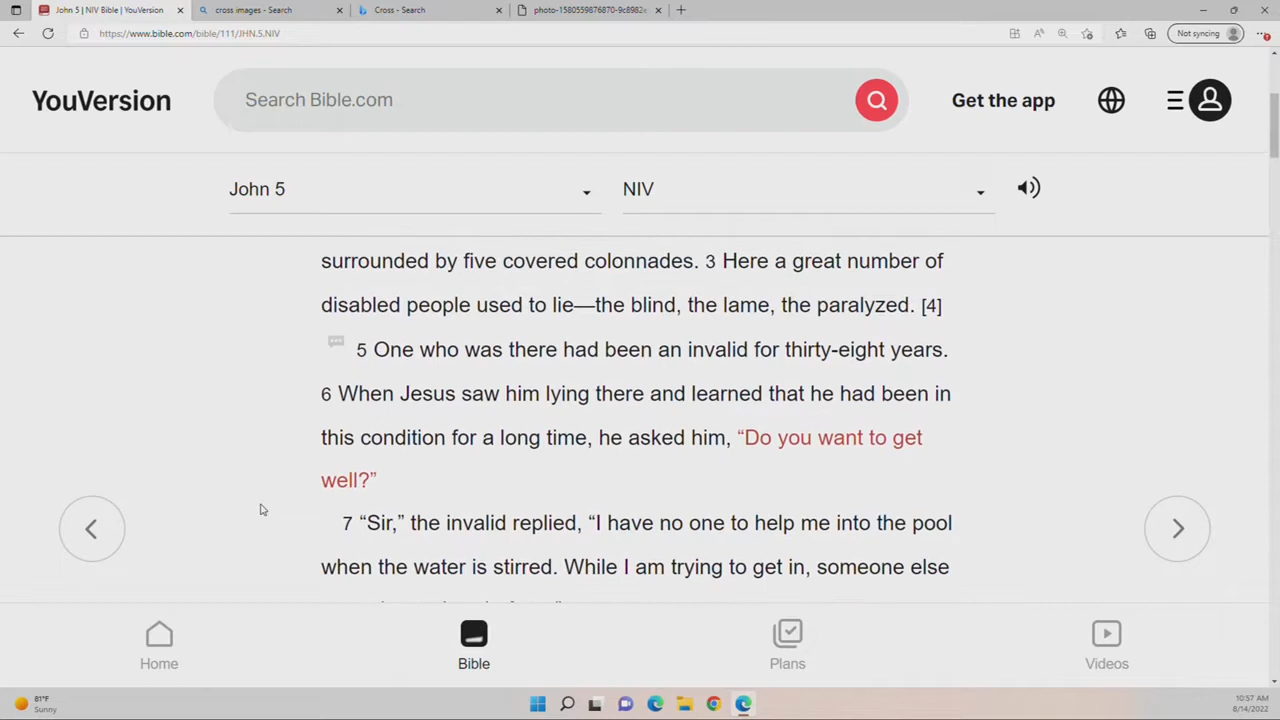 John 5 | NIV Bible | YouVersion
cross images - Search
Cross - Search
photo-1580559876870-9c8982e
https://www.bible.com/bible/111/JHN.5.NIV
Not syncing
YouVersion
Search Bible.com
Get the app
John 5
NIV
surrounded by five covered colonnades. 3 Here a great number of
disabled people used to lie—the blind, the lame, the paralyzed. [4]
5 One who was there had been an invalid for thirty-eight years.
6 When Jesus saw him lying there and learned that he had been in
this condition for a long time, he asked him, “Do you want to get
well?”
7 “Sir,” the invalid replied, “I have no one to help me into the pool
when the water is stirred. While I am trying to get in, someone else
Home
Bible
Plans
Videos
81°F
Sunny
10:57 AM
8/14/2022